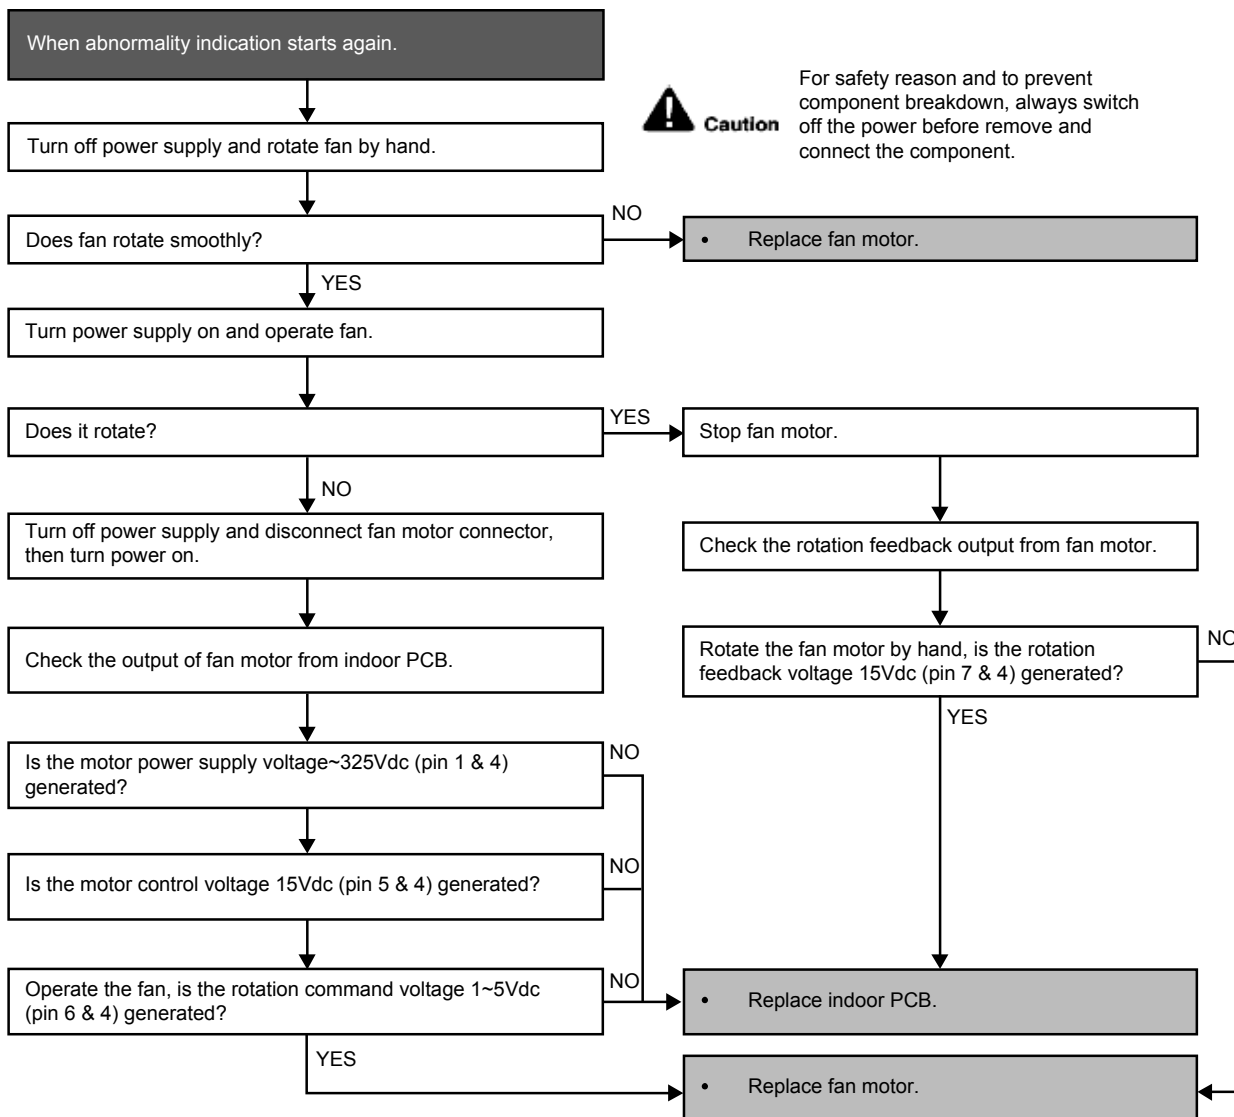 When abnormality indication starts again.
Caution
For safety reason and to prevent
component breakdown, always switch
off the power before remove and
connect the component.
Turn off power supply and rotate fan by hand.
Does fan rotate smoothly?
NO
• Replace fan motor.
YES
Turn power supply on and operate fan.
Does it rotate?
YES
Stop fan motor.
NO
Turn off power supply and disconnect fan motor connector,
then turn power on.
Check the rotation feedback output from fan motor.
Check the output of fan motor from indoor PCB.
Rotate the fan motor by hand, is the rotation
feedback voltage 15Vdc (pin 7 & 4) generated?
NO
YES
Is the motor power supply voltage~325Vdc (pin 1 & 4)
generated?
NO
Is the motor control voltage 15Vdc (pin 5 & 4) generated?
NO
Operate the fan, is the rotation command voltage 1~5Vdc
(pin 6 & 4) generated?
NO
• Replace indoor PCB.
YES
• Replace fan motor.